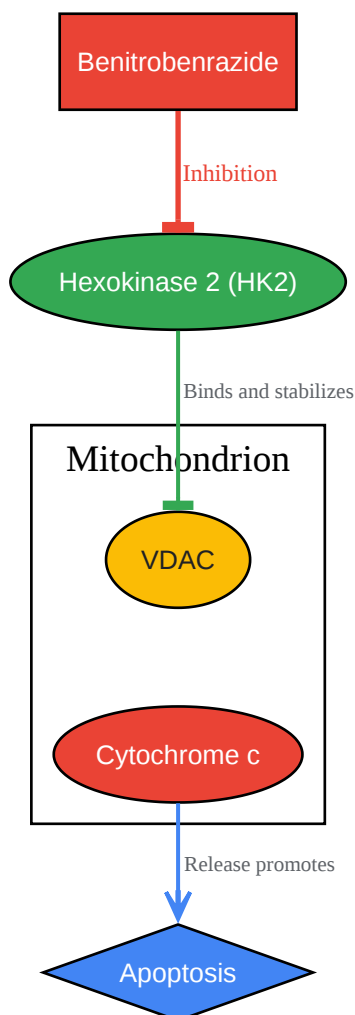 Benitrobenrazide
Inhibition
Hexokinase 2 (HK2)
Binds and stabilizes
Mitochondrion
VDAC
Cytochrome c
Release promotes
Apoptosis